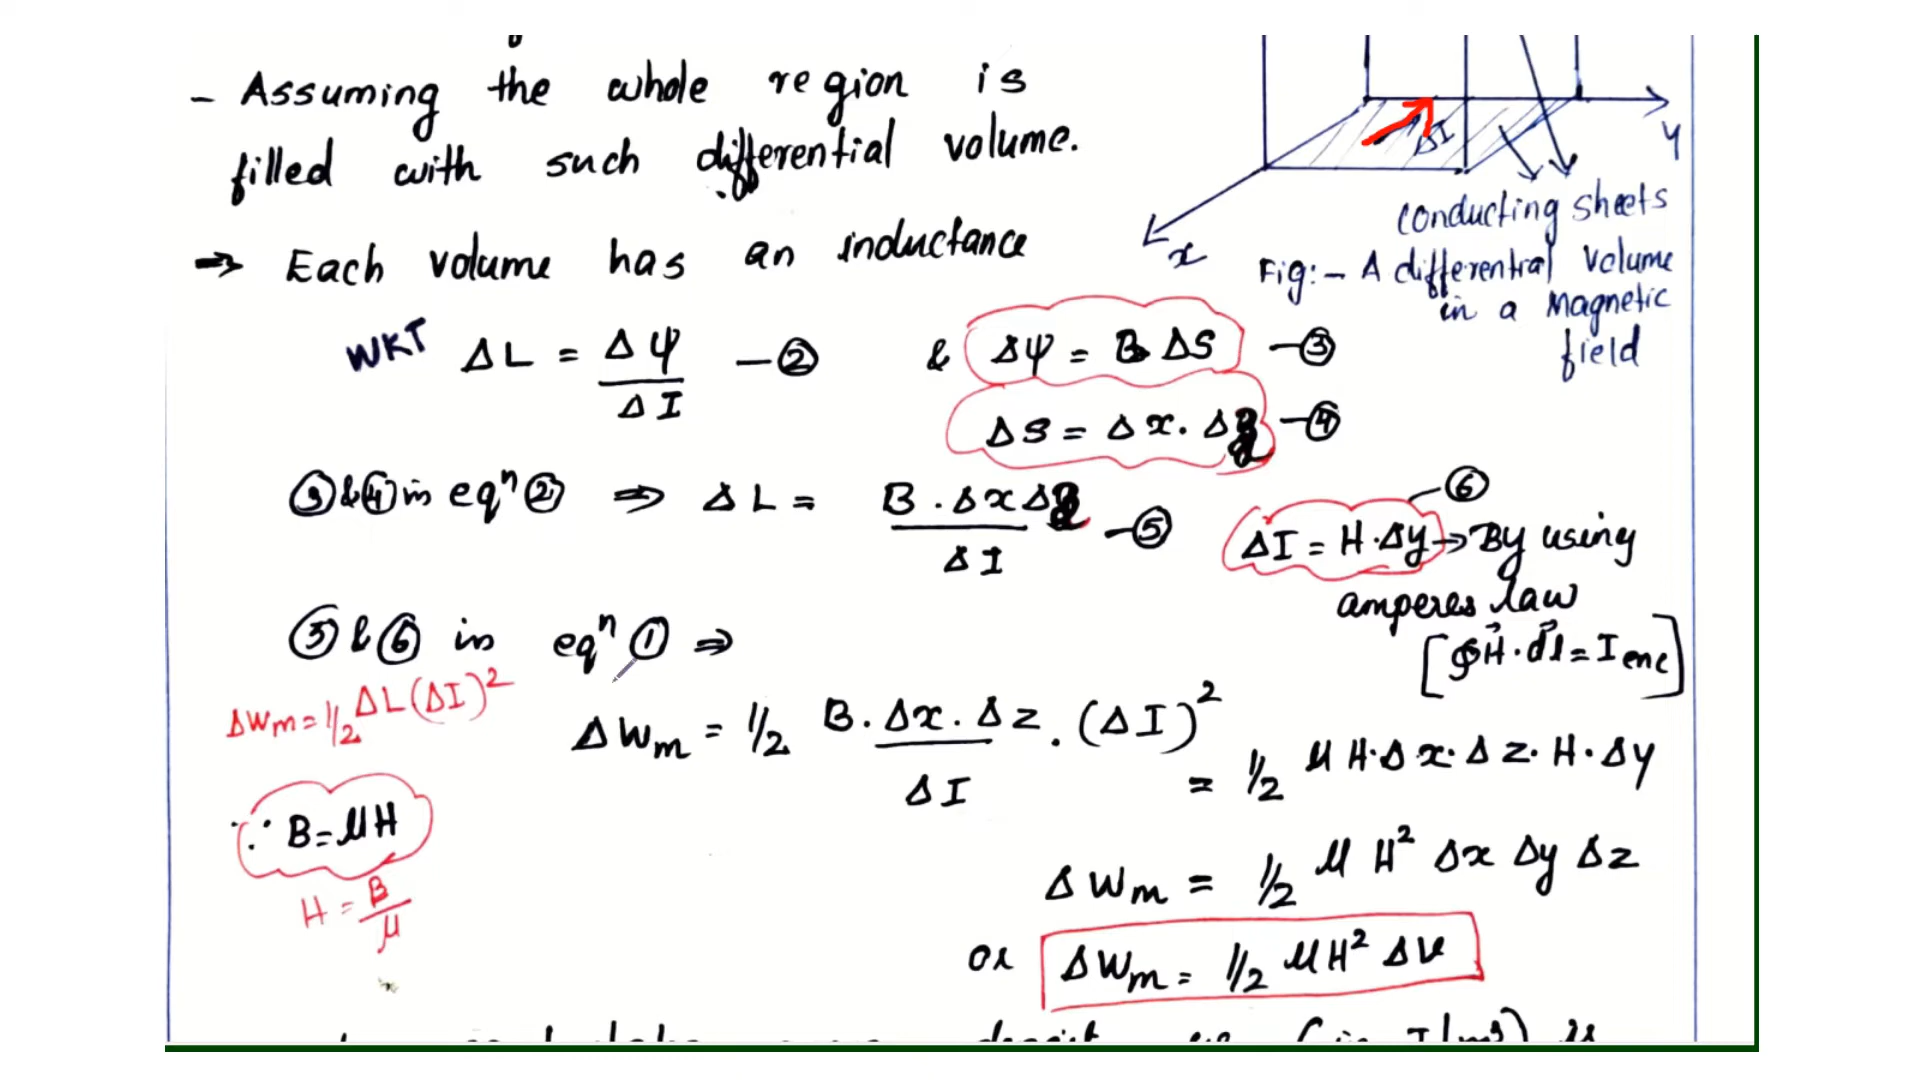 - Assuming the whole region is
filled with such differential volume.
⇒ Each volume has an inductance
ΔI
y
x
conducting sheets
Fig:- A differential volume
in a magnetic
field
WKT ΔL = Δψ / ΔI —②  & Δψ = B ΔS —③
ΔS = Δx. Δz —④
③ & ④ in eqⁿ ② ⇒ ΔL = B . Δx Δz / ΔI —⑤
ΔI = H·Δy —⑥ → By using
amperes law
[∮H⃗ · dl⃗ = I enc]
⑤ & ⑥ in eqⁿ ① ⇒
ΔWm = 1/2 ΔL (ΔI)²
ΔWm = 1/2 B. Δx. Δz / ΔI . (ΔI)²
= 1/2 μ H·Δx·Δz·H·Δy
∵ B = μH
H = B / μ
ΔWm = 1/2 μ H² Δx Δy Δz
or ΔWm = 1/2 μH² Δv